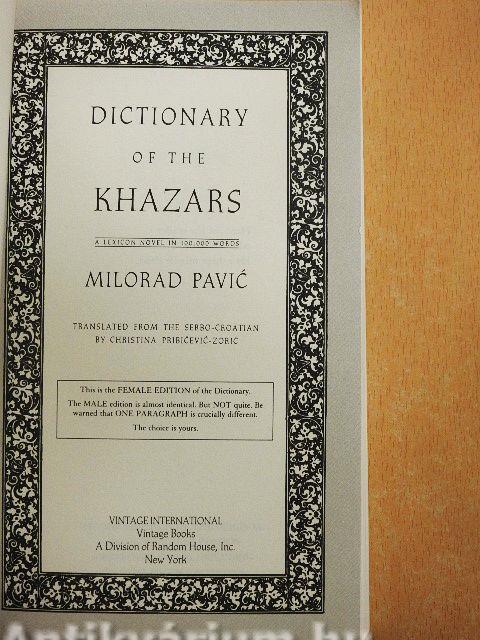 DICTIONARY
OF THE
KHAZARS
A LEXICON NOVEL IN 100,000 WORDS
MILORAD PAVIĆ
TRANSLATED FROM THE SERBO-CROATIAN
BY CHRISTINA PRIBIĆEVIĆ-ZORIĆ
This is the FEMALE EDITION of the Dictionary.
The MALE edition is almost identical. But NOT quite. Be
warned that ONE PARAGRAPH is crucially different.
The choice is yours.
VINTAGE INTERNATIONAL
Vintage Books
A Division of Random House, Inc.
New York
Antikvárium.hu